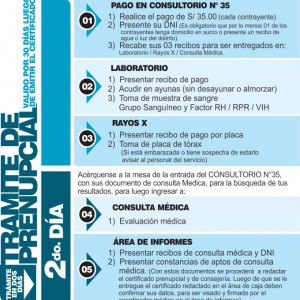 TRAMITE DE
PRENUPCIAL
VALIDO POR 30 DÍAS LUEGO
DE EMITIR EL CERTIFICADO
01
PAGO EN CONSULTORIO N° 35
1) Realice el pago de S/ 35.00 (cada contrayente)
2) Presente su DNI (Es obligatorio que por lo menos 01 de los
contrayentes tenga domicilio en surco o presente un recibo de
agua o luz del distrito).
3) Recabe sus 03 recibos para ser entregados en:
Laboratorio / Rayos X / Consulta Médica.
02
LABORATORIO
1) Presentar recibo de pago
2) Acudir en ayunas (sin desayunar o almorzar)
3) Toma de muestra de sangre
Grupo Sanguíneo y Factor RH / RPR / VIH
03
RAYOS X
1) Presentar recibo de pago por placa
2) Toma de placa de tórax
(Si está embarazada o tiene sospecha de estarlo
avisar al personal del servicio)
TRAMITE
DIAS
2do. DÍA
Acérquense a la mesa de la entrada del CONSULTORIO N°35,
con sus documento de consulta Medica, para la búsqueda de tus
resultados, para luego ingresar a:
04
CONSULTA MÉDICA
1) Evaluación médica
05
ÁREA DE INFORMES
1) Presentar recibos de consulta médica y DNI
2) Presentar constancias de aptos de consulta
médica. (Con estos documentos se procederá a redactar
el certificado prenupcial y de consejería. Luego de que se le
entregue el certificado redactado en el área de caja deben
confirmar sus datos, para ser visado y firmado por el